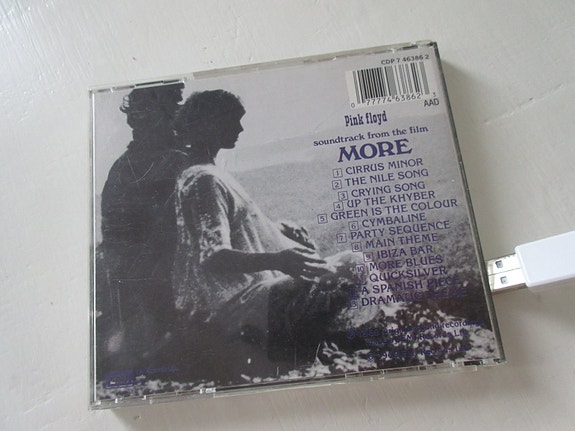 CDP 7 46386 2
0 77774 63862 3
AAD
Pink floyd
soundtrack from the film
MORE
1 CIRRUS MINOR
2 THE NILE SONG
3 CRYING SONG
4 UP THE KHYBER
5 GREEN IS THE COLOUR
6 CYMBALINE
7 PARTY SEQUENCE
8 MAIN THEME
9 IBIZA BAR
10 MORE BLUES
QUICKSILVER
A SPANISH PIECE
DRAMATIC